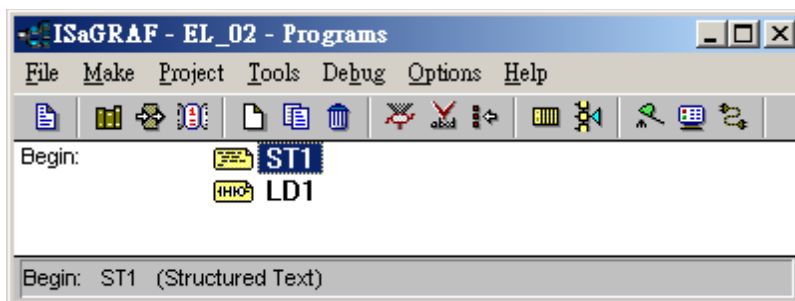 ISaGRAF - EL_02 - Programs
File Make Project Tools Debug Options Help
Begin: ST1
LD1
Begin: ST1 (Structured Text)